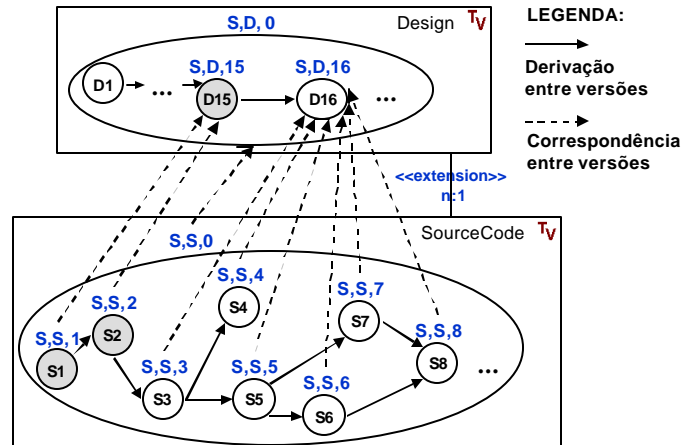 S,D, 0
Design
TV
LEGENDA:
S,D,15
S,D,16
D1
...
D15
D16
...
Derivação
entre versões
Correspondência
entre versões
<<extension>>
n:1
SourceCode
TV
S,S,0
S,S,4
S,S,7
S,S,2
S4
S7
S,S,8
S,S,1
S2
S,S,3
S,S,5
S8
...
S1
S,S,6
S3
S5
S6